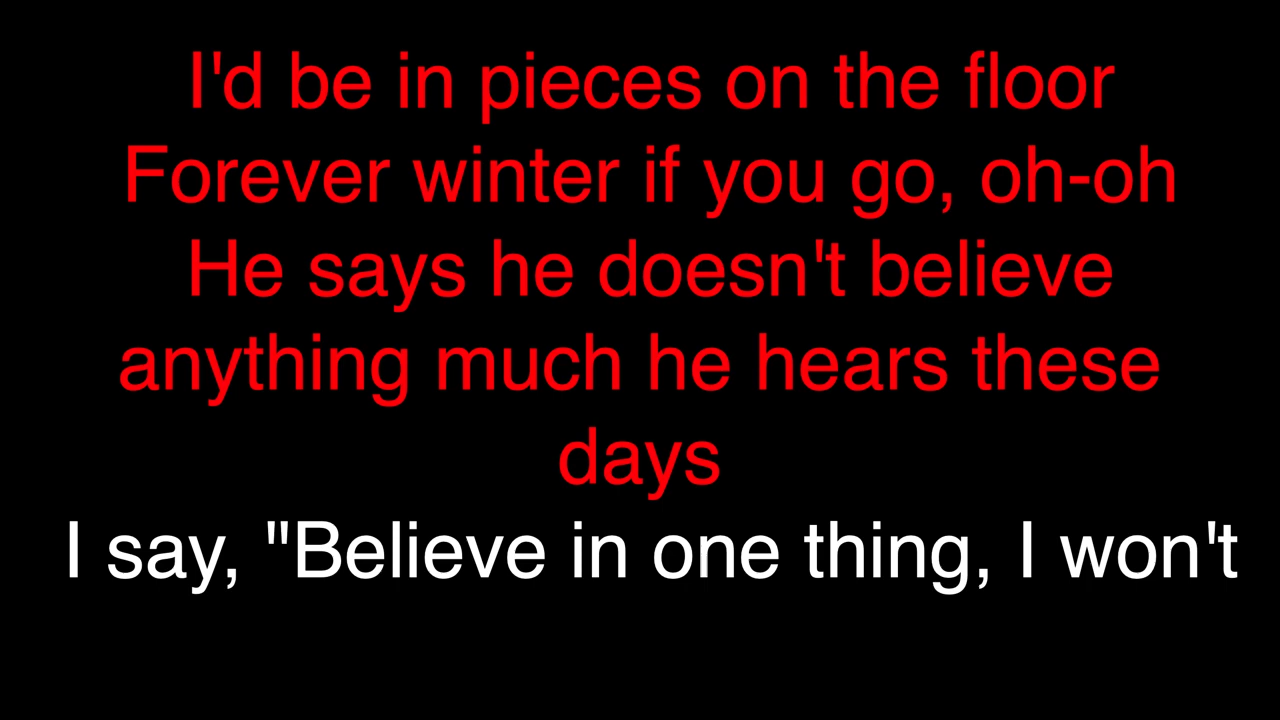 I'd be in pieces on the floor
Forever winter if you go, oh-oh
He says he doesn't believe
anything much he hears these
days
I say, "Believe in one thing, I won't